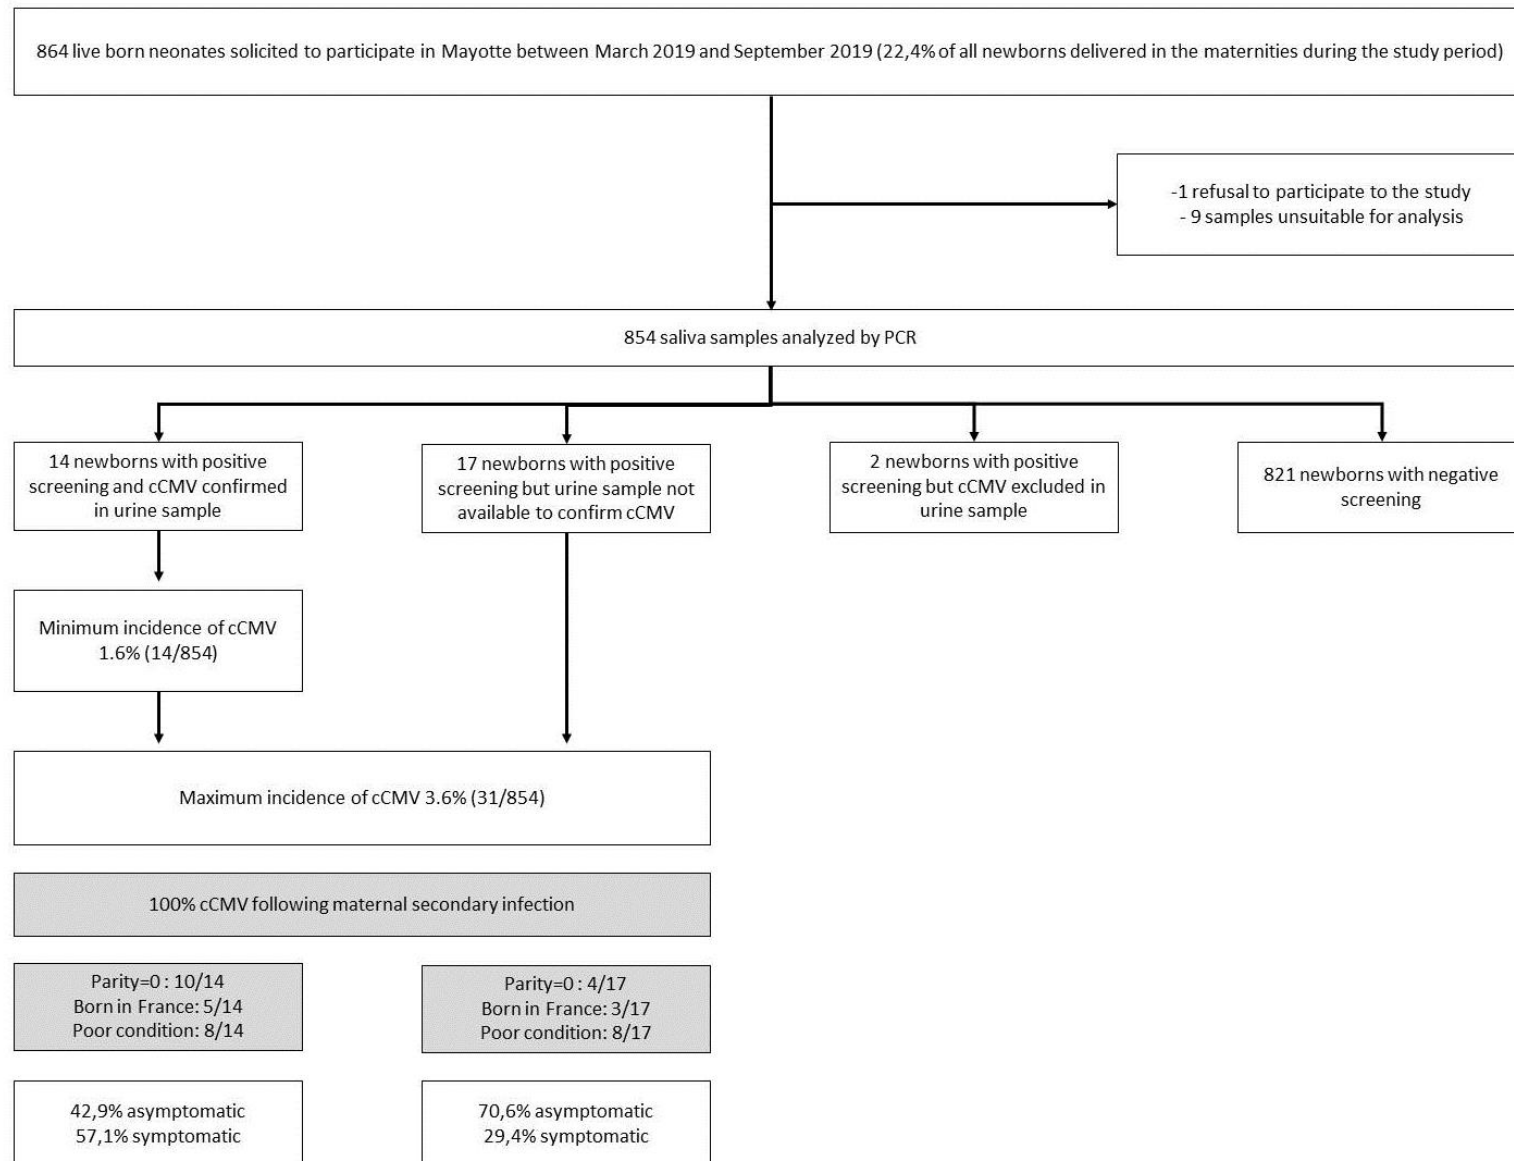 864 live born neonates solicited to participate in Mayotte between March 2019 and September 2019 (22,4% of all newborns delivered in the maternities during the study period)
-1 refusal to participate to the study
- 9 samples unsuitable for analysis
854 saliva samples analyzed by PCR
14 newborns with positive
screening and cCMV confirmed
in urine sample
17 newborns with positive
screening but urine sample not
available to confirm cCMV
2 newborns with positive
screening but cCMV excluded in
urine sample
821 newborns with negative
screening
Minimum incidence of cCMV
1.6% (14/854)
Maximum incidence of cCMV 3.6% (31/854)
100% cCMV following maternal secondary infection
Parity=0 : 10/14
Born in France: 5/14
Poor condition: 8/14
Parity=0 : 4/17
Born in France: 3/17
Poor condition: 8/17
42,9% asymptomatic
57,1% symptomatic
70,6% asymptomatic
29,4% symptomatic